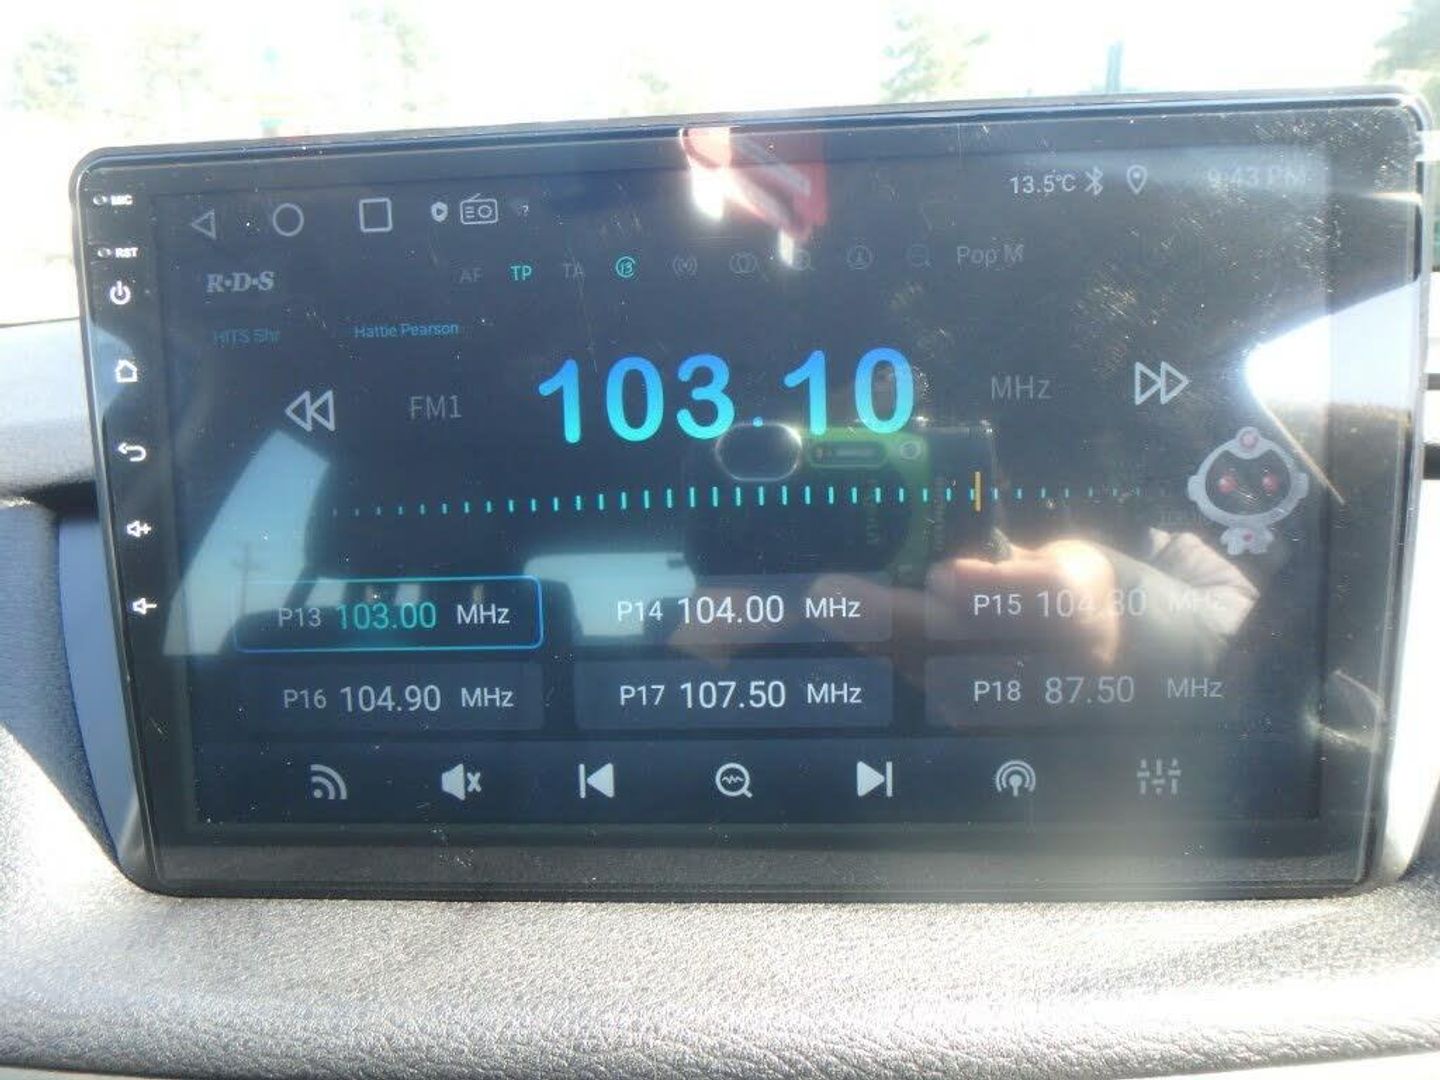 MIC
13.5℃
9:43 PM
RST
R·D·S
AF TP TA
Pop M
HITS Shr
Hattie Pearson
FM1 103.10 MHz
P13 103.00 MHz
P14 104.00 MHz
P15 104.80 MHz
P16 104.90 MHz
P17 107.50 MHz
P18 87.50 MHz